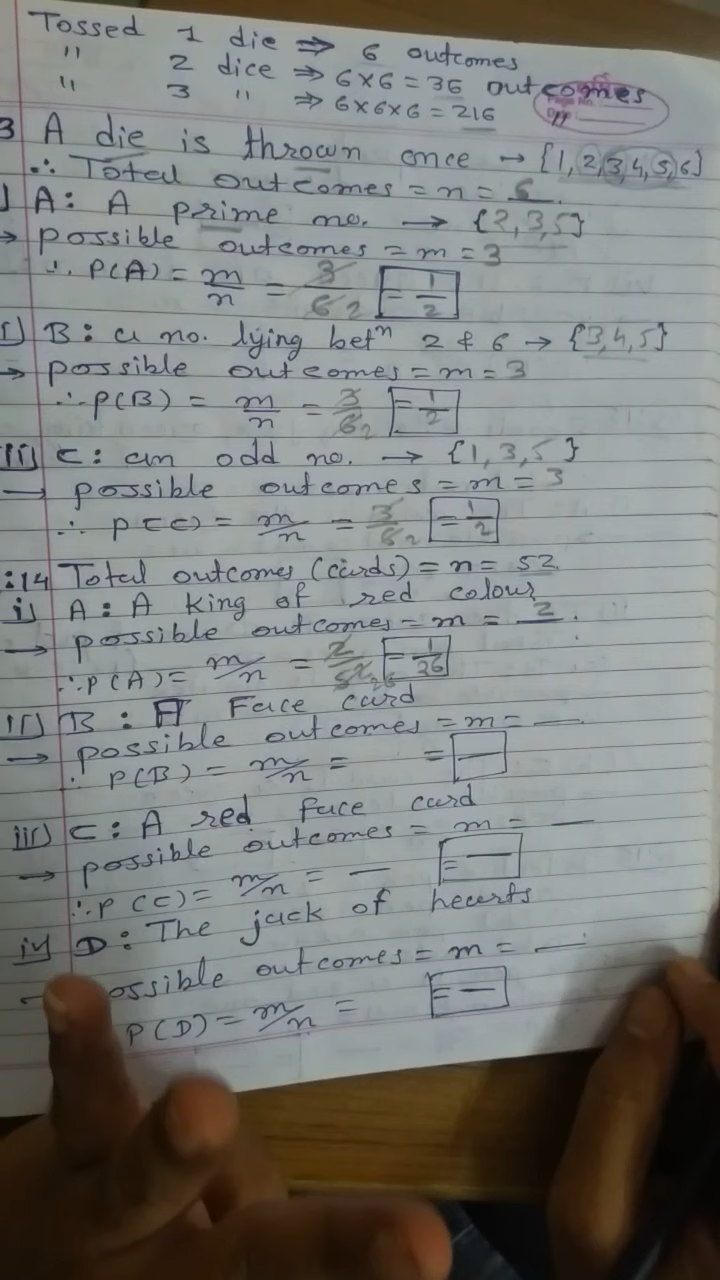 Tossed 1 die ⇒ 6 outcomes
" 2 dice ⇒ 6×6 = 36 outcomes
" 3 " ⇒ 6×6×6 = 216
3 A die is thrown once → {1, 2, 3, 4, 5, 6}
∴ Total outcomes = n = 6.
A: A prime no. → {2, 3, 5}
→ possible outcomes = m = 3
∴ P(A) = m/n = 3/6 2 = 1/2
B: a no. lying betⁿ 2 & 6 → {3, 4, 5}
→ possible outcomes = m = 3
∴ P(B) = m/n = 3/6 2 = 1/2
iii) C: an odd no. → {1, 3, 5}
→ possible outcomes = m = 3
∴ P(C) = m/n = 3/6 2 = 1/2
:14 Total outcomes (cards) = n = 52
i) A: A king of red colour
→ possible outcomes = m = 2.
∴ P(A) = m/n = 2/52 26 = 1/36
ii) B: A Face card
→ possible outcomes = m = —
∴ P(B) = m/n = = —
iii) C: A red face card
→ possible outcomes = m = —
∴ P(C) = m/n = — = —
iv) D: The jack of hearts
ossible outcomes = m = —
P(D) = m/n = = —